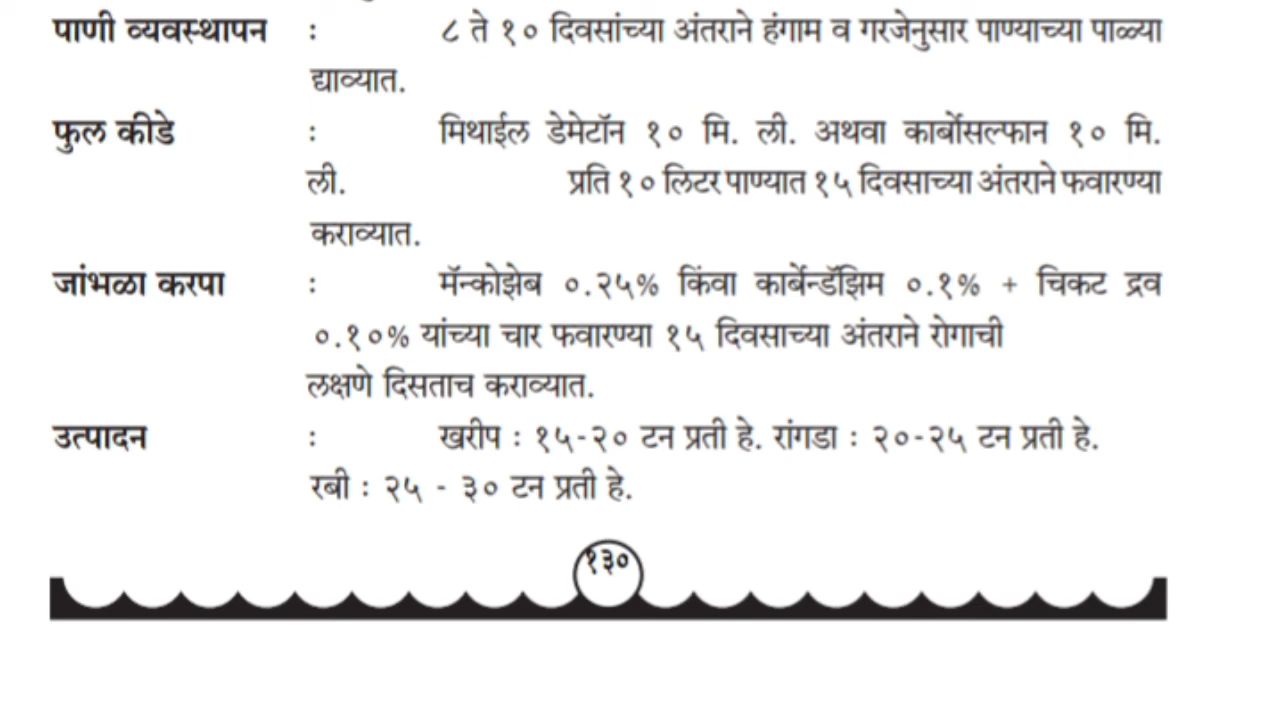 पाणी व्यवस्थापन : ८ ते १० दिवसांच्या अंतराने हंगाम व गरजेनुसार पाण्याच्या पाळ्या
द्याव्यात.
फुल कीडे : मिथाईल डेमेटॉन १० मि. ली. अथवा कार्बोसल्फान १० मि.
ली. प्रति १० लिटर पाण्यात १५ दिवसाच्या अंतराने फवारण्या
कराव्यात.
जांभळा करपा : मॅन्कोझेब ०.२५% किंवा कार्बेन्डॅझिम ०.१% + चिकट द्रव
०.१०% यांच्या चार फवारण्या १५ दिवसाच्या अंतराने रोगाची
लक्षणे दिसताच कराव्यात.
उत्पादन : खरीप : १५-२० टन प्रती हे. रांगडा : २०-२५ टन प्रती हे.
रबी : २५ - ३० टन प्रती हे.
१३०